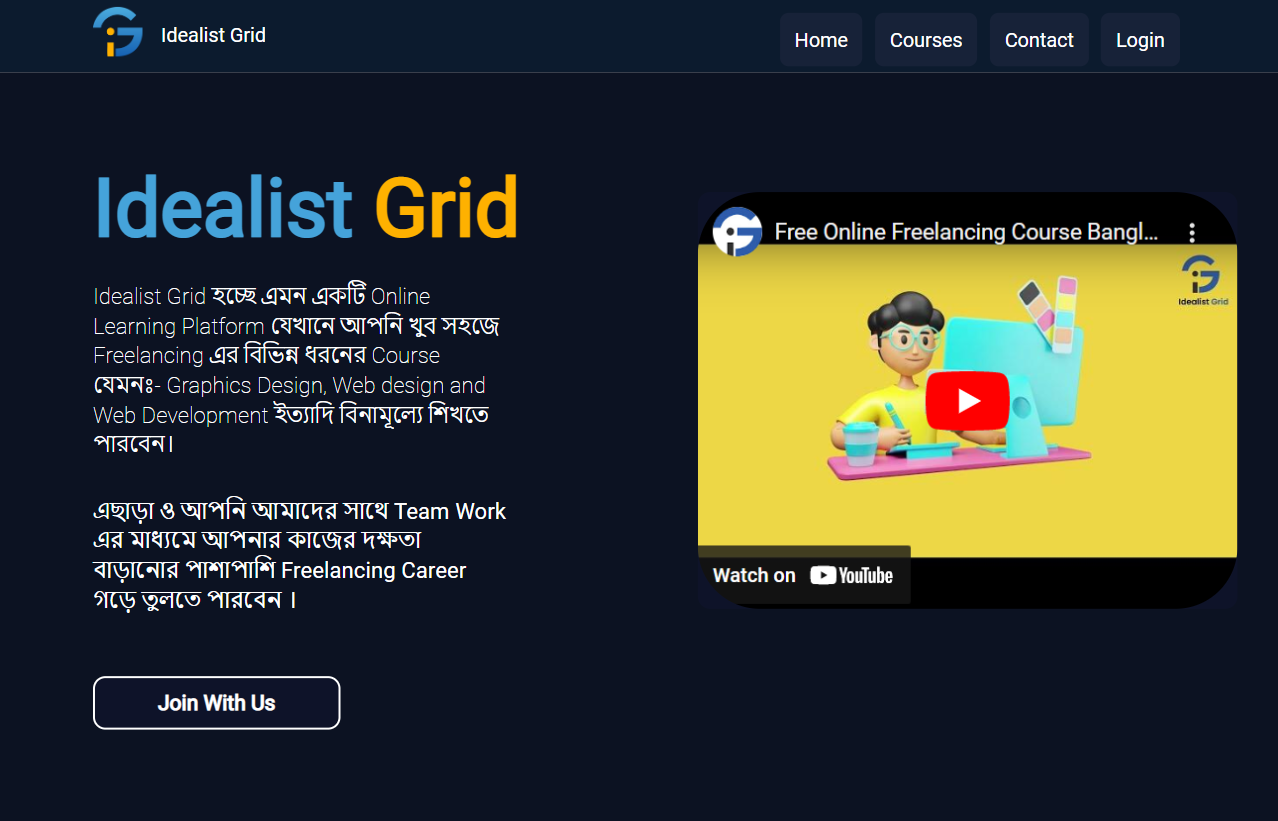 Idealist Grid
Home
Courses
Contact
Login
Idealist Grid
Idealist Grid হচ্ছে এমন একটি Online
Learning Platform যেখানে আপনি খুব সহজে
Freelancing এর বিভিন্ন ধরনের Course
যেমনঃ- Graphics Design, Web design and
Web Development ইত্যাদি বিনামূল্যে শিখতে
পারবেন।
এছাড়া ও আপনি আমাদের সাথে Team Work
এর মাধ্যমে আপনার কাজের দক্ষতা
বাড়ানোর পাশাপাশি Freelancing Career
গড়ে তুলতে পারবেন ।
Join With Us
Free Online Freelancing Course Bangl...
Idealist Grid
Watch on YouTube